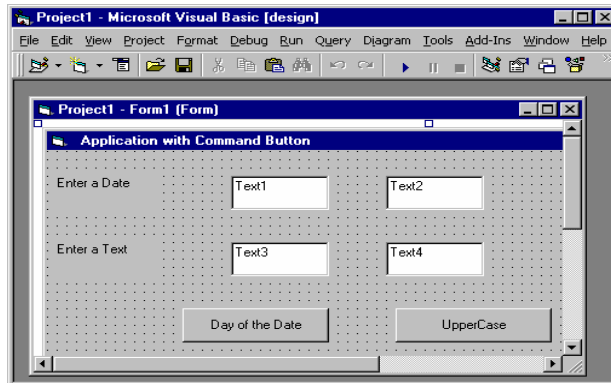 Project1 - Microsoft Visual Basic [design]
File Edit View Project Format Debug Run Query Diagram Tools Add-Ins Window Help
Project1 - Form1 (Form)
Application with Command Button
Enter a Date Text1 Text2
Enter a Text Text3 Text4
Day of the Date UpperCase